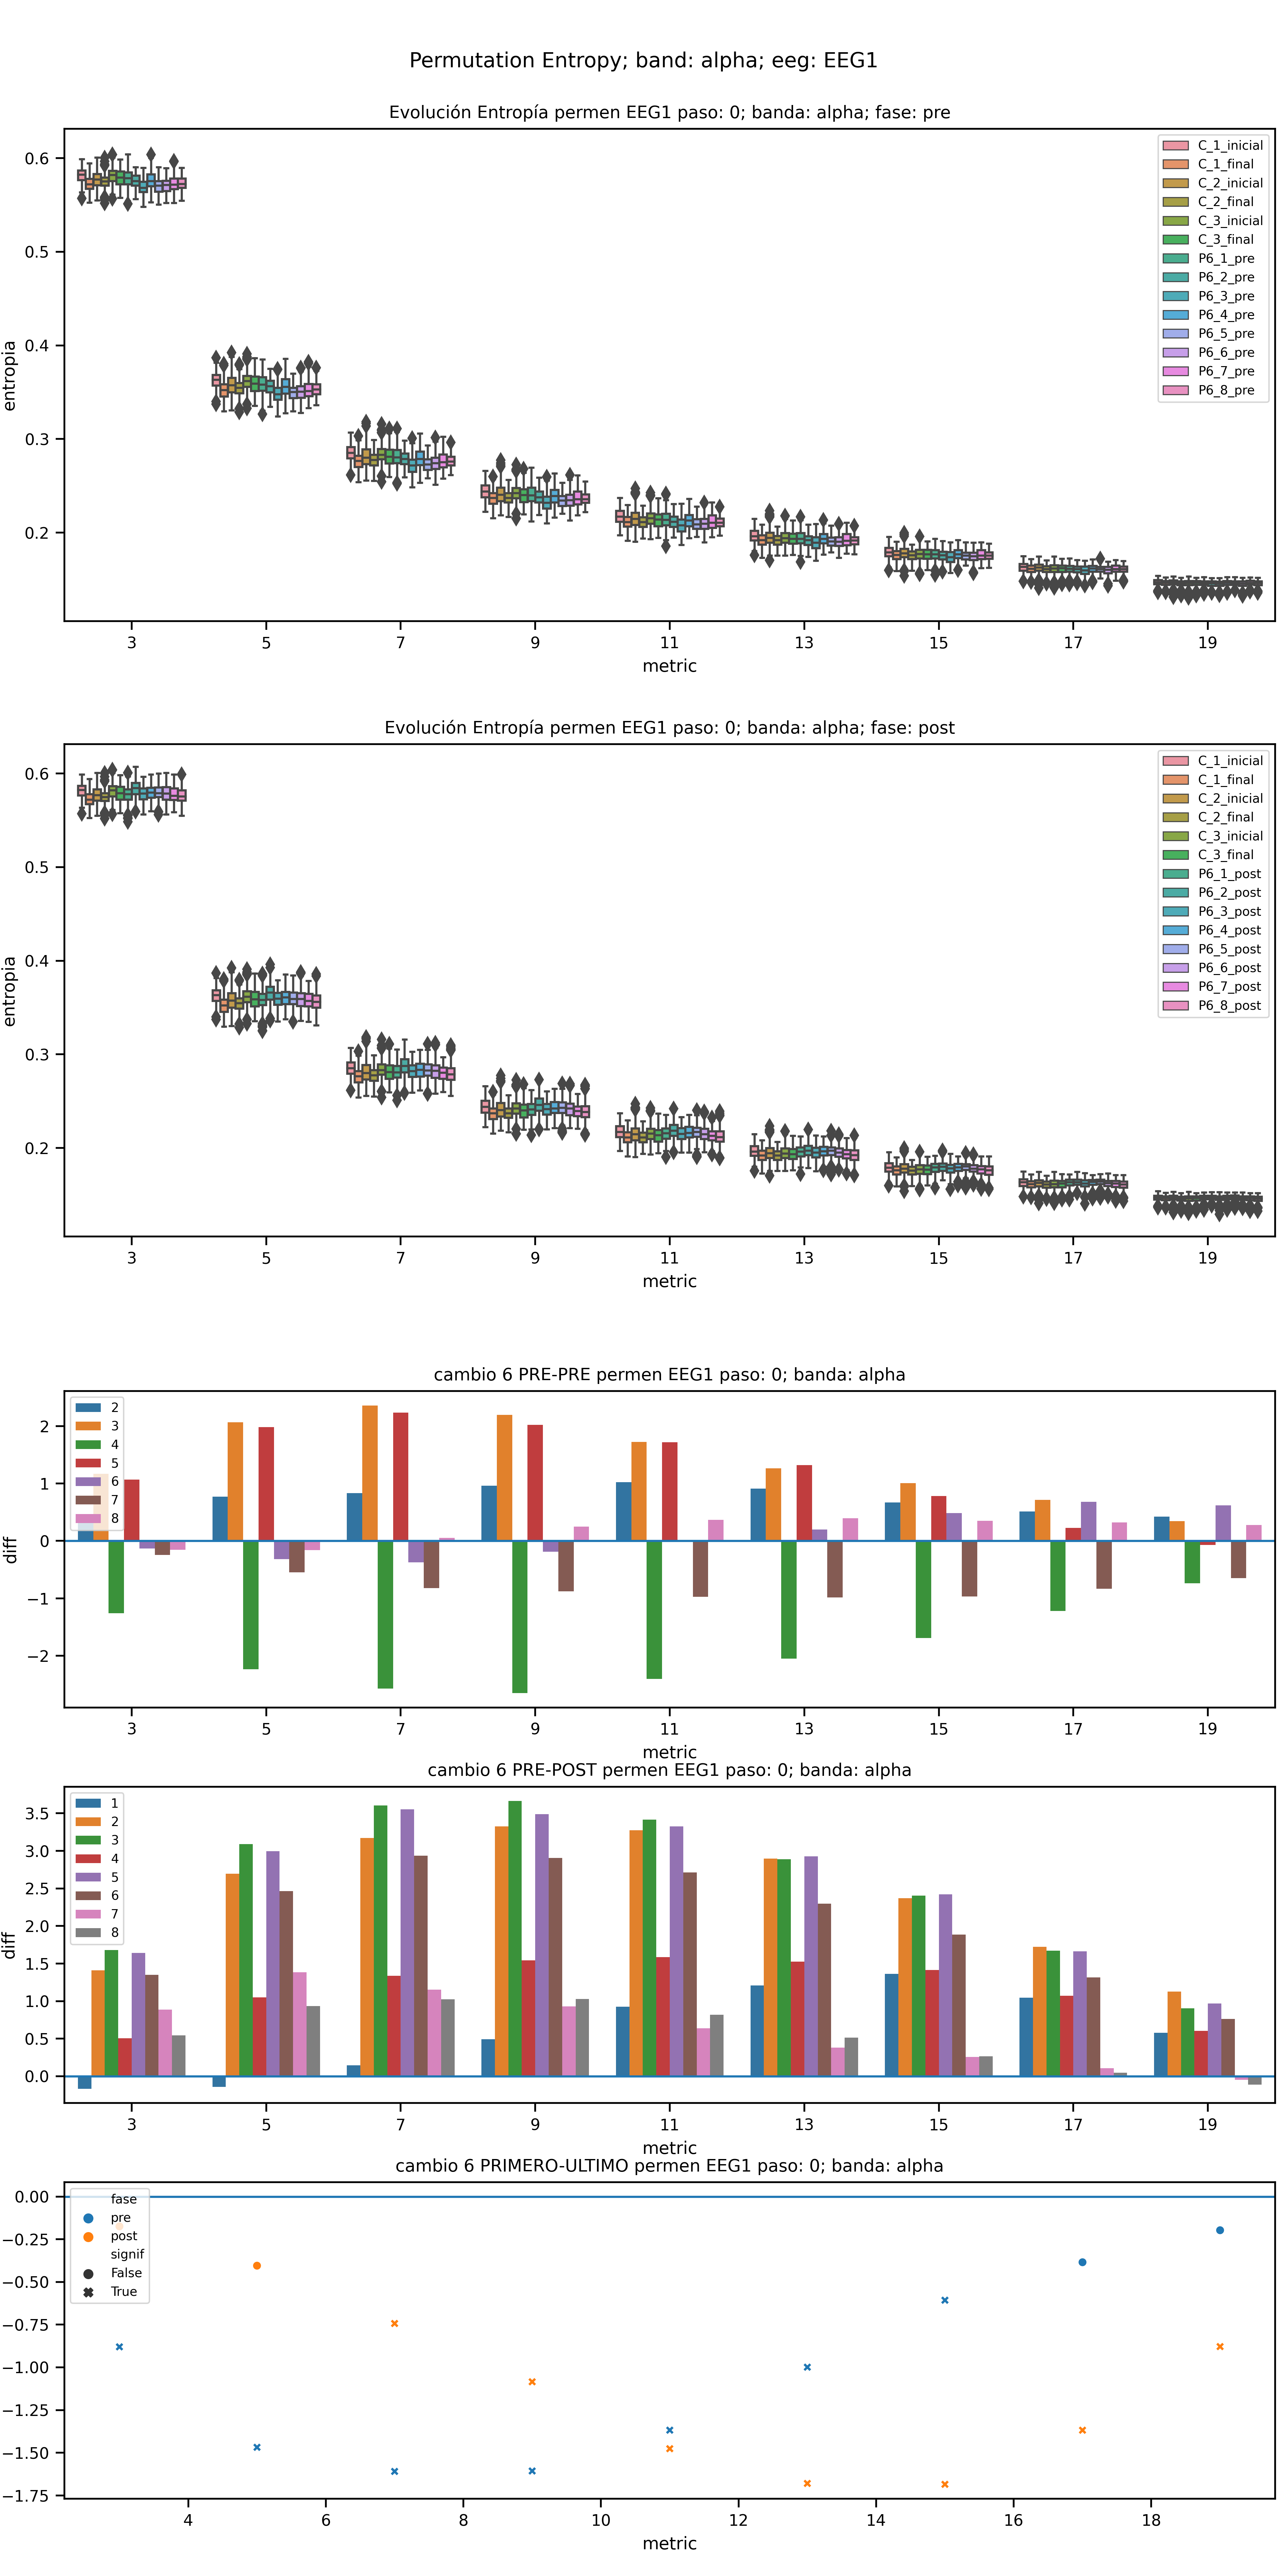 Permutation Entropy; band: alpha; eeg: EEG1
Evolución Entropía permen EEG1 paso: 0; banda: alpha; fase: pre
entropia
0.6
0.5
0.4
0.3
0.2
C_1_inicial
C_1_final
C_2_inicial
C_2_final
C_3_inicial
C_3_final
P6_1_pre
P6_2_pre
P6_3_pre
P6_4_pre
P6_5_pre
P6_6_pre
P6_7_pre
P6_8_pre
3 5 7 9 11 13 15 17 19
metric
Evolución Entropía permen EEG1 paso: 0; banda: alpha; fase: post
entropia
0.6
0.5
0.4
0.3
0.2
C_1_inicial
C_1_final
C_2_inicial
C_2_final
C_3_inicial
C_3_final
P6_1_post
P6_2_post
P6_3_post
P6_4_post
P6_5_post
P6_6_post
P6_7_post
P6_8_post
3 5 7 9 11 13 15 17 19
metric
cambio 6 PRE-PRE permen EEG1 paso: 0; banda: alpha
diff
2
1
0
−1
−2
2
3
4
5
6
7
8
3 5 7 9 11 13 15 17 19
metric
cambio 6 PRE-POST permen EEG1 paso: 0; banda: alpha
diff
3.5
3.0
2.5
2.0
1.5
1.0
0.5
0.0
1
2
3
4
5
6
7
8
3 5 7 9 11 13 15 17 19
metric
cambio 6 PRIMERO-ULTIMO permen EEG1 paso: 0; banda: alpha
0.00
−0.25
−0.50
−0.75
−1.00
−1.25
−1.50
−1.75
fase
pre
post
signif
False
True
4 6 8 10 12 14 16 18
metric